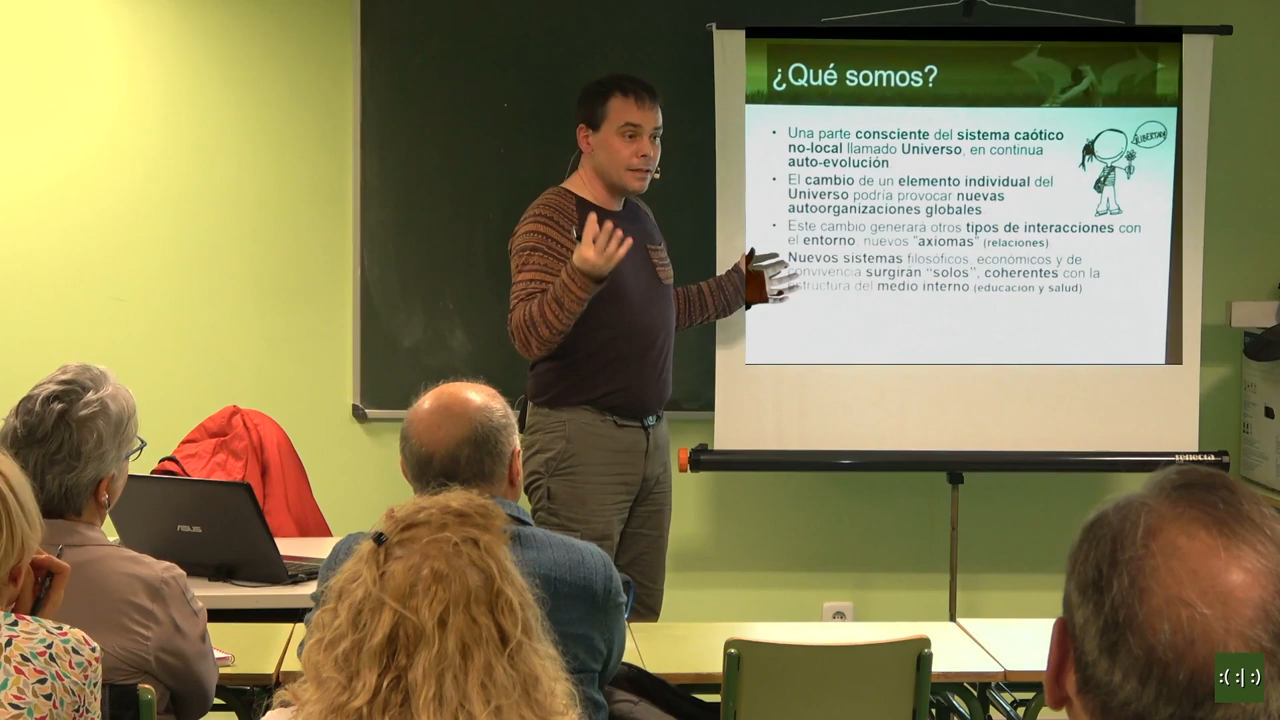 ¿Qué somos?
• Una parte consciente del sistema caótico
no-local llamado Universo, en continua
auto-evolución
¡LIBERTAD!
• El cambio de un elemento individual del
Universo podría provocar nuevas
autoorganizaciones globales
• Este cambio generará otros tipos de interacciones con
el entorno, nuevos "axiomas" (relaciones)
Nuevos sistemas filosóficos, económicos y de
convivencia surgirán "solos", coherentes con la
estructura del medio interno (educación y salud)
reflecta
ASUS
:( :| :)